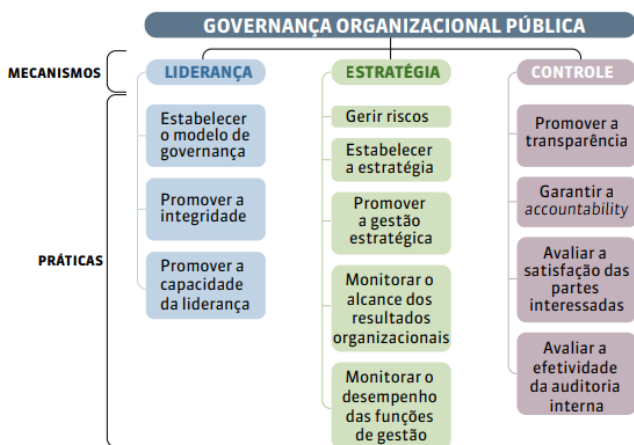 GOVERNANÇA ORGANIZACIONAL PÚBLICA
MECANISMOS
LIDERANÇA
ESTRATÉGIA
CONTROLE
PRÁTICAS
Estabelecer
o modelo de
governança
Promover a
integridade
Promover a
capacidade
da liderança
Gerir riscos
Estabelecer
a estratégia
Promover
a gestão
estratégica
Monitorar o
alcance dos
resultados
organizacionais
Monitorar o
desempenho
das funções
de gestão
Promover a
transparência
Garantir a
accountability
Avaliar a
satisfação das
partes
interessadas
Avaliar a
efetividade
da auditoria
interna